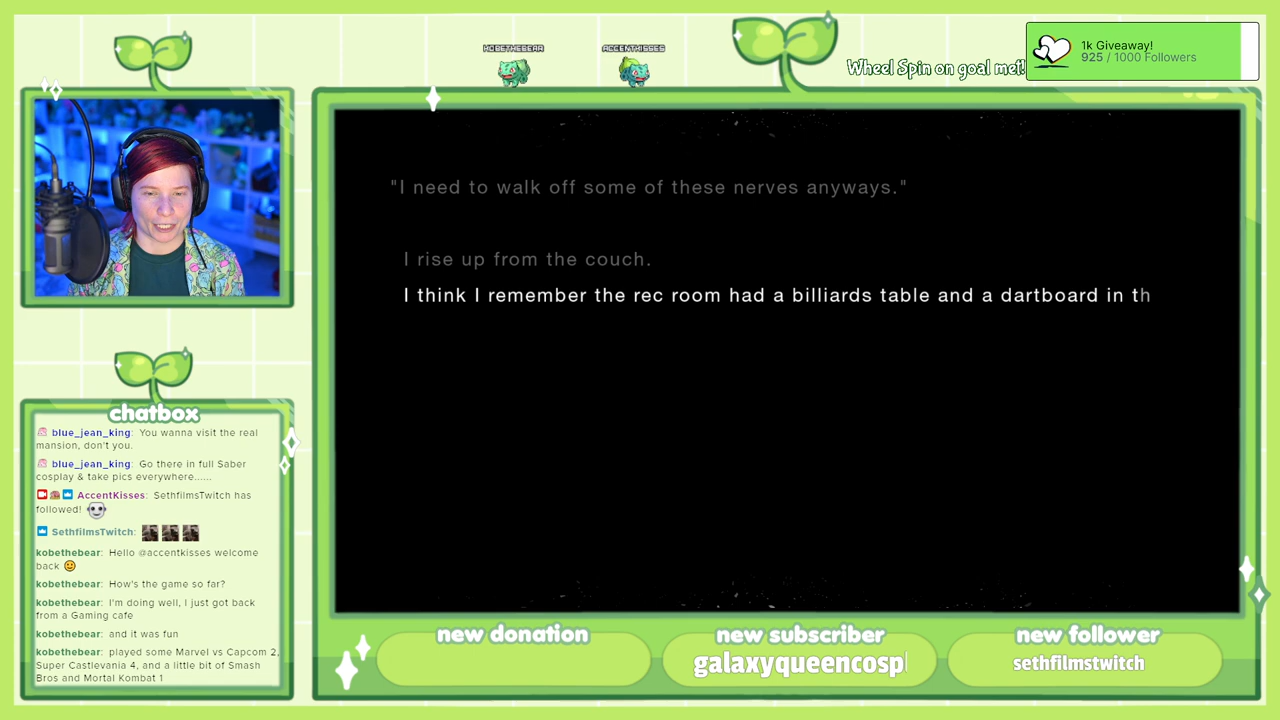 KOBETHEBEAR
ACCENTKISSES
Wheel Spin on goal met!
1k Giveaway!
925 / 1000 Followers
"I need to walk off some of these nerves anyways."
I rise up from the couch.
I think I remember the rec room had a billiards table and a dartboard in th
chatbox
blue_jean_king: You wanna visit the real
mansion, don't you.
blue_jean_king: Go there in full Saber
cosplay & take pics everywhere......
AccentKisses: SethfilmsTwitch has
followed!
SethfilmsTwitch:
kobethebear: Hello @accentkisses welcome
back
kobethebear: How's the game so far?
kobethebear: I'm doing well, I just got back
from a Gaming cafe
kobethebear: and it was fun
kobethebear: played some Marvel vs Capcom 2,
Super Castlevania 4, and a little bit of Smash
Bros and Mortal Kombat 1
new donation
new subscriber
galaxyqueencosp
new follower
sethfilmstwitch